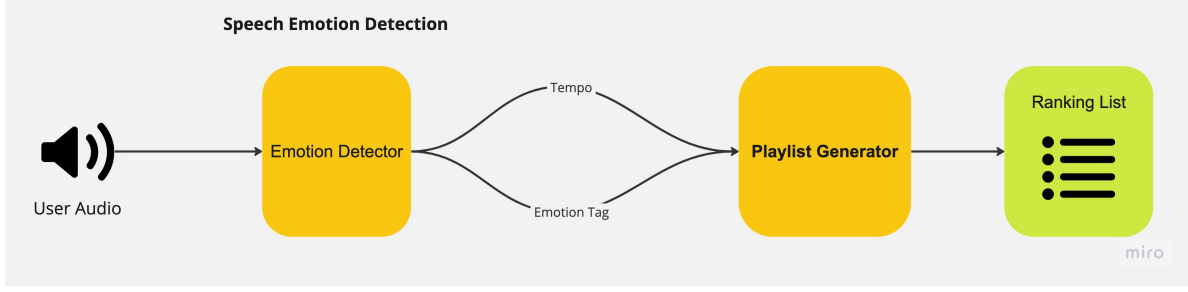 Speech Emotion Detection
Tempo
Ranking List
Emotion Detector
Playlist Generator
User Audio
Emotion Tag
miro